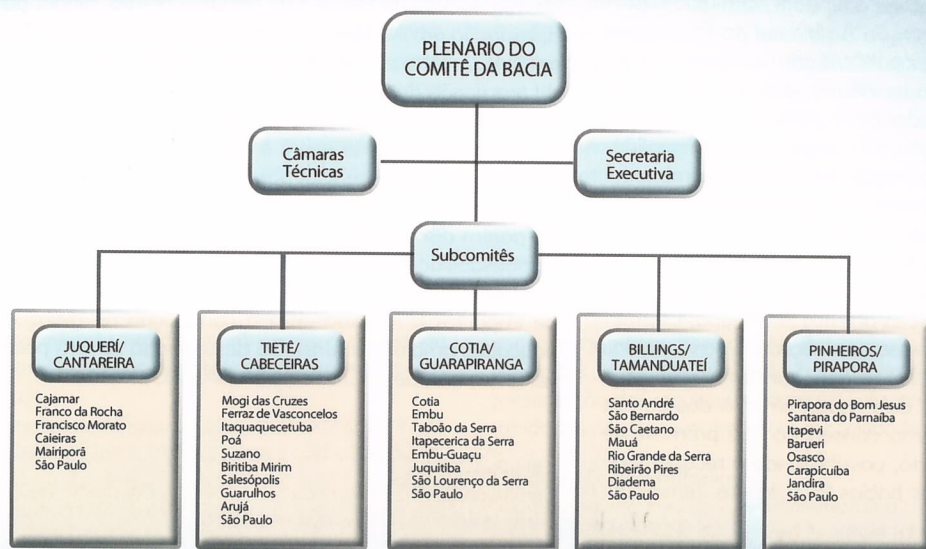 PLENÁRIO DO
COMITÊ DA BACIA
Câmaras
Técnicas
Secretaria
Executiva
Subcomitês
JUQUERÍ/
CANTAREIRA
Cajamar
Franco da Rocha
Francisco Morato
Caieiras
Mairiporã
São Paulo
TIETÊ/
CABECEIRAS
Mogi das Cruzes
Ferraz de Vasconcelos
Itaquaquecetuba
Poá
Suzano
Biritiba Mirim
Salesópolis
Guarulhos
Arujá
São Paulo
COTIA/
GUARAPIRANGA
Cotia
Embu
Taboão da Serra
Itapecerica da Serra
Embu-Guaçu
Juquitiba
São Lourenço da Serra
São Paulo
BILLINGS/
TAMANDUATEÍ
Santo André
São Bernardo
São Caetano
Mauá
Rio Grande da Serra
Ribeirão Pires
Diadema
São Paulo
PINHEIROS/
PIRAPORA
Pirapora do Bom Jesus
Santana do Parnaíba
Itapevi
Barueri
Osasco
Carapicuíba
Jandira
São Paulo